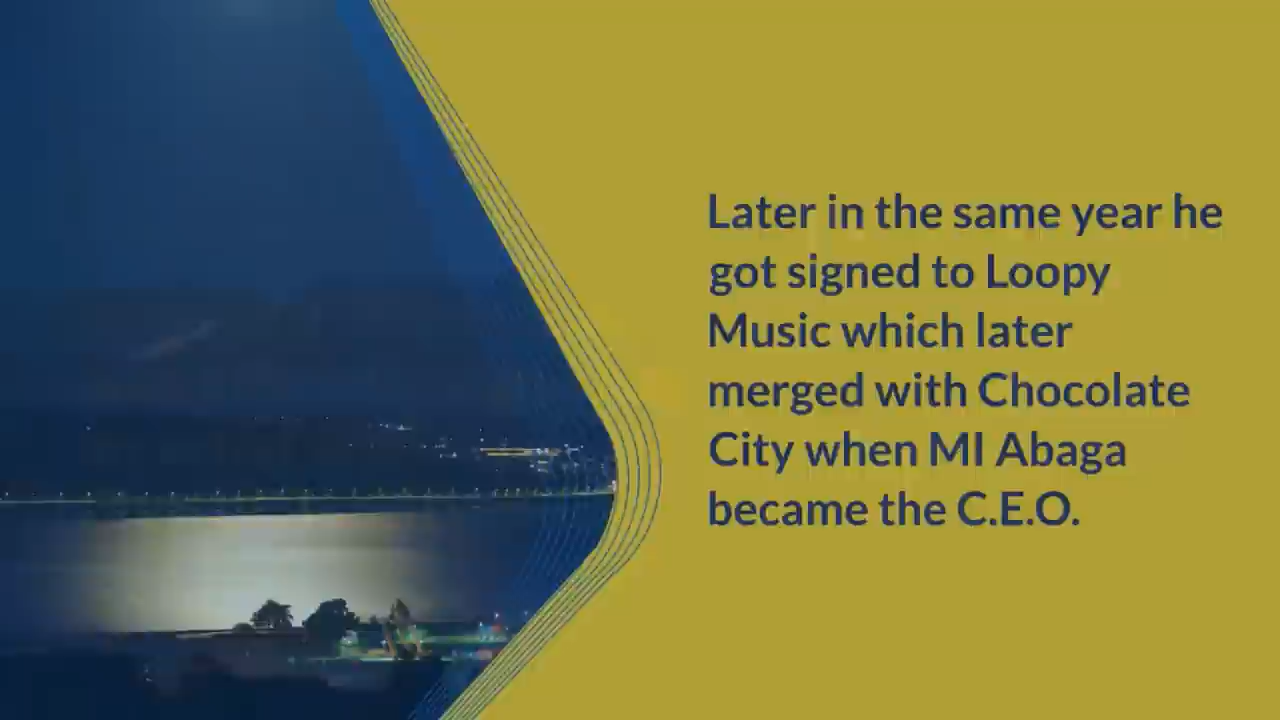 Later in the same year he
got signed to Loopy
Music which later
merged with Chocolate
City when MI Abaga
became the C.E.O.